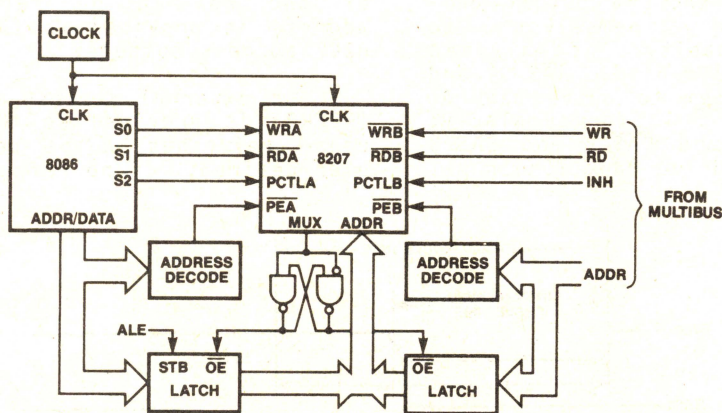 CLOCK
CLK
8086
S0
S1
S2
ADDR/DATA
CLK
8207
WRA
RDA
PCTLA
PEA
MUX
ADDR
WRB
RDB
PCTLB
PEB
WR
RD
INH
FROM
MULTIBUS
ADDR
ADDRESS
DECODE
ADDRESS
DECODE
ALE
STB
OE
LATCH
OE
LATCH